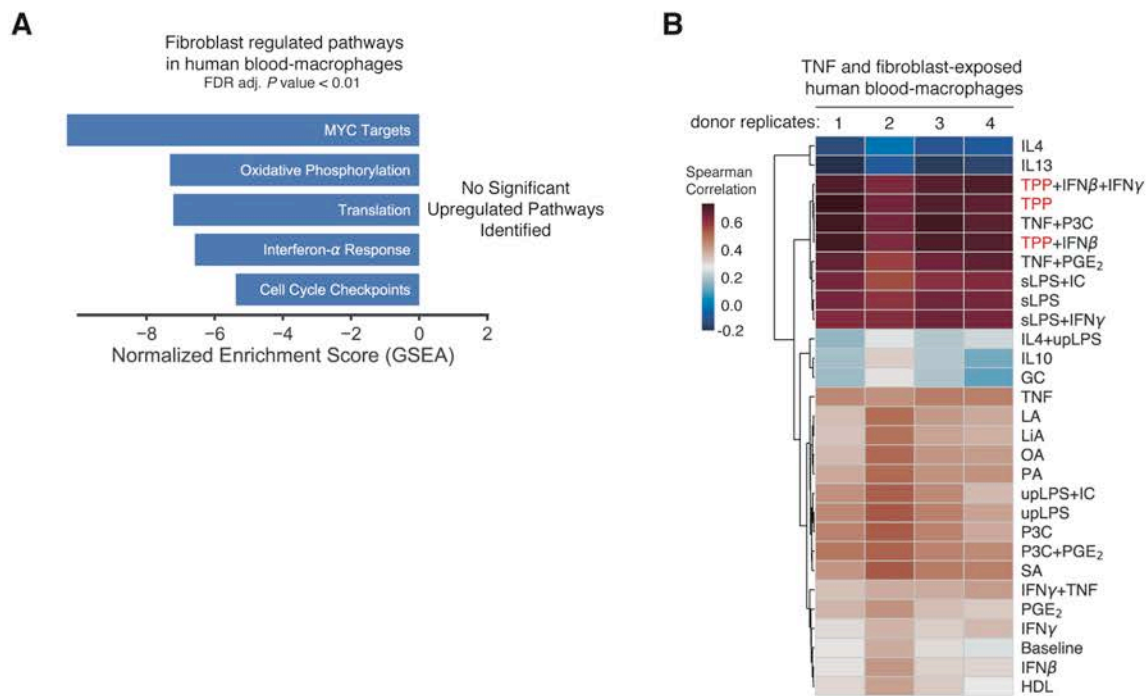 A
Fibroblast regulated pathways
in human blood-macrophages
FDR adj. P value < 0.01
MYC Targets
Oxidative Phosphorylation
Translation
Interferon-α Response
Cell Cycle Checkpoints
No Significant
Upregulated Pathways
Identified
−8 −6 −4 −2 0 2
Normalized Enrichment Score (GSEA)
B
TNF and fibroblast-exposed
human blood-macrophages
donor replicates: 1 2 3 4
Spearman
Correlation
0.6
0.4
0.2
0.0
-0.2
IL4
IL13
TPP+IFNβ+IFNγ
TPP
TNF+P3C
TPP+IFNβ
TNF+PGE₂
sLPS+IC
sLPS
sLPS+IFNγ
IL4+upLPS
IL10
GC
TNF
LA
LiA
OA
PA
upLPS+IC
upLPS
P3C
P3C+PGE₂
SA
IFNγ+TNF
PGE₂
IFNγ
Baseline
IFNβ
HDL